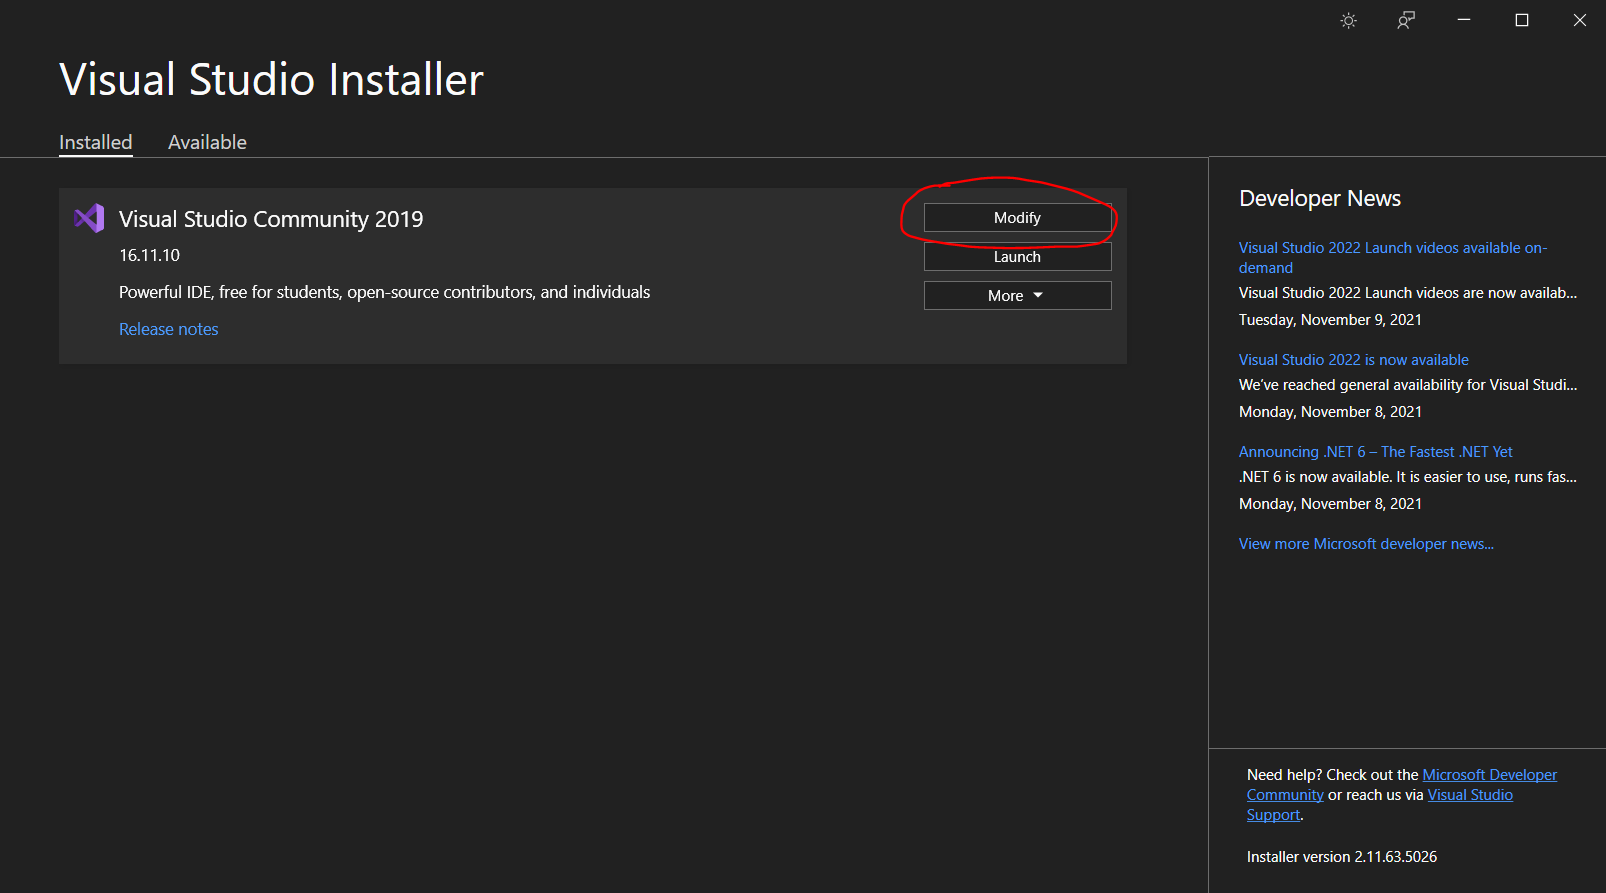 Visual Studio Installer
Installed
Available
Visual Studio Community 2019
16.11.10
Powerful IDE, free for students, open-source contributors, and individuals
Release notes
Modify
Launch
More
Developer News
Visual Studio 2022 Launch videos available on-
demand
Visual Studio 2022 Launch videos are now availab...
Tuesday, November 9, 2021
Visual Studio 2022 is now available
We've reached general availability for Visual Studi...
Monday, November 8, 2021
Announcing .NET 6 – The Fastest .NET Yet
.NET 6 is now available. It is easier to use, runs fas...
Monday, November 8, 2021
View more Microsoft developer news...
Need help? Check out the Microsoft Developer
Community or reach us via Visual Studio
Support.
Installer version 2.11.63.5026